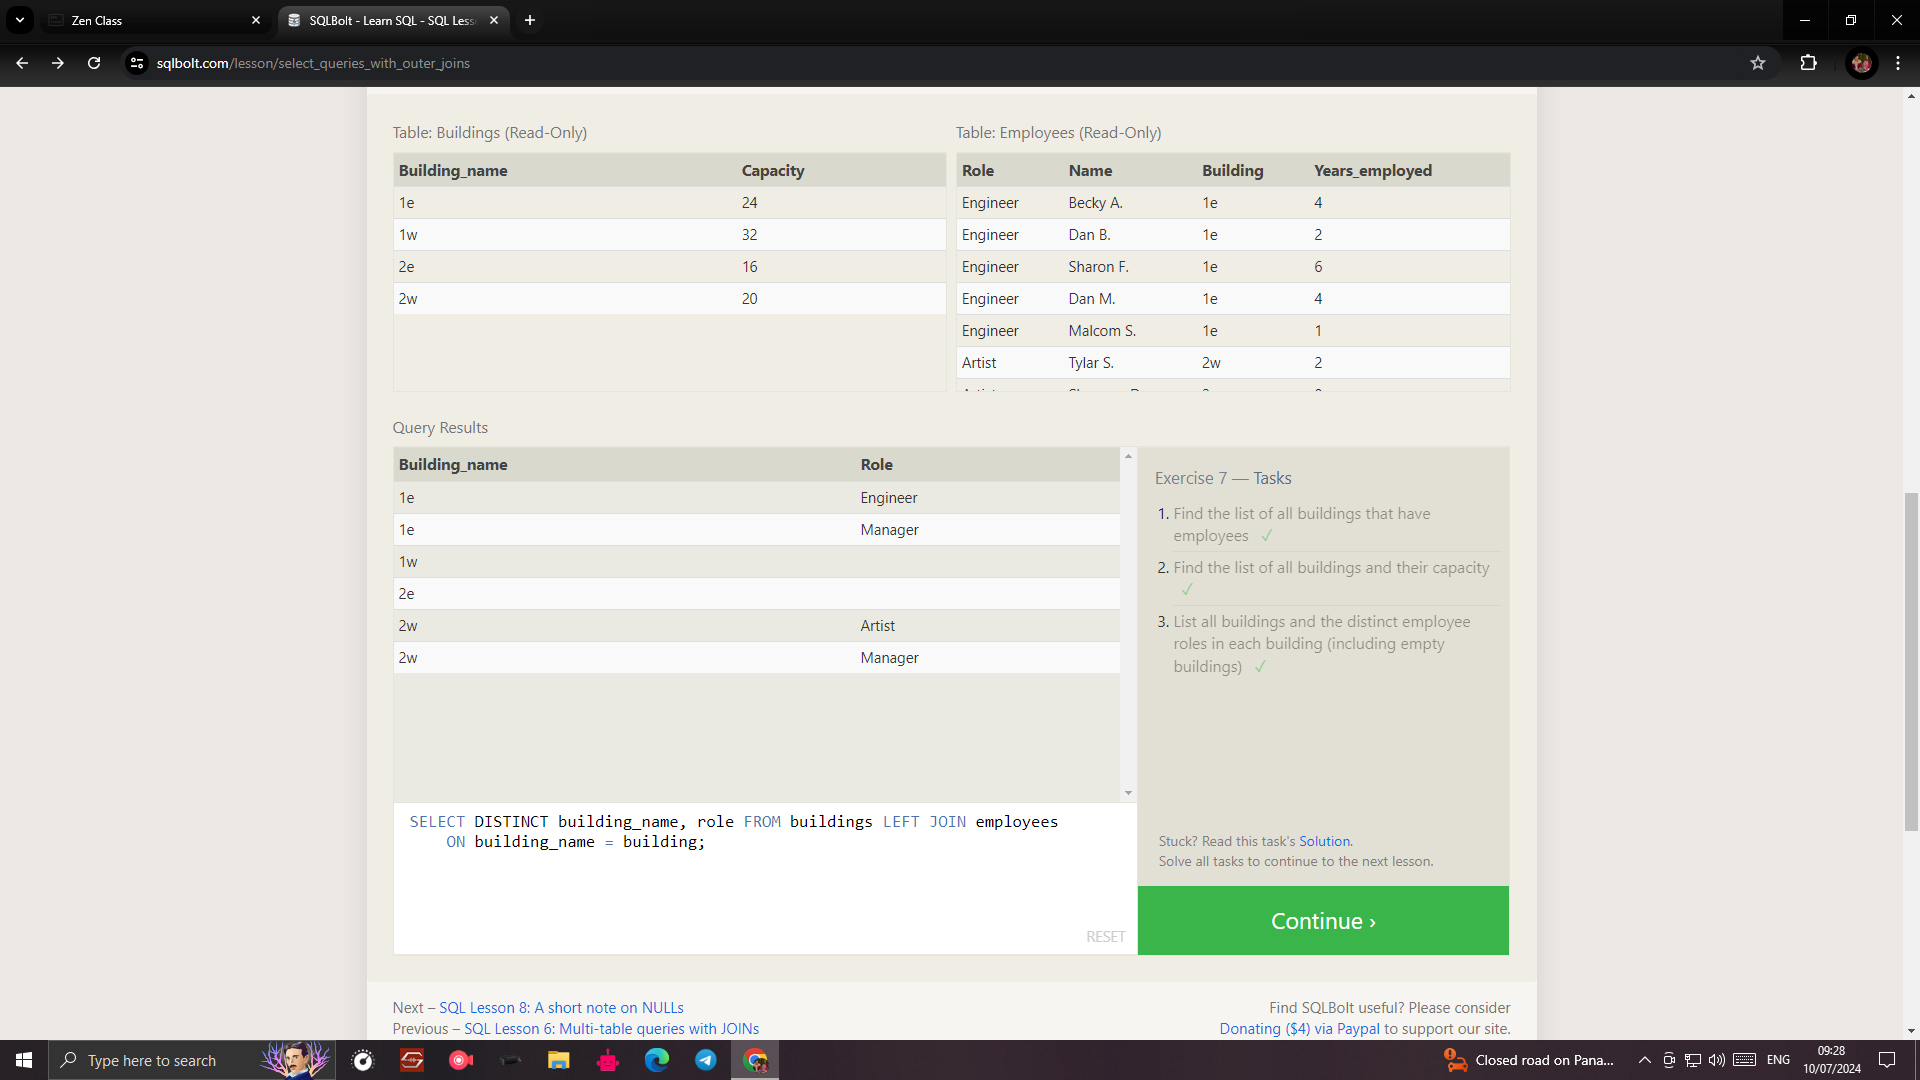 Zen Class
SQLBolt - Learn SQL - SQL Less
sqlbolt.com/lesson/select_queries_with_outer_joins
Table: Buildings (Read-Only)
Building_name Capacity
1e 24
1w 32
2e 16
2w 20
Table: Employees (Read-Only)
Role Name Building Years_employed
Engineer Becky A. 1e 4
Engineer Dan B. 1e 2
Engineer Sharon F. 1e 6
Engineer Dan M. 1e 4
Engineer Malcom S. 1e 1
Artist Tylar S. 2w 2
Query Results
Building_name Role
1e Engineer
1e Manager
1w
2e
2w Artist
2w Manager
SELECT DISTINCT building_name, role FROM buildings LEFT JOIN employees
ON building_name = building;
RESET
Exercise 7 — Tasks
1. Find the list of all buildings that have
employees ✓
2. Find the list of all buildings and their capacity
✓
3. List all buildings and the distinct employee
roles in each building (including empty
buildings) ✓
Stuck? Read this task's Solution.
Solve all tasks to continue to the next lesson.
Continue ›
Next – SQL Lesson 8: A short note on NULLs
Previous – SQL Lesson 6: Multi-table queries with JOINs
Find SQLBolt useful? Please consider
Donating ($4) via Paypal to support our site.
Type here to search
Closed road on Pana...
ENG
09:28
10/07/2024